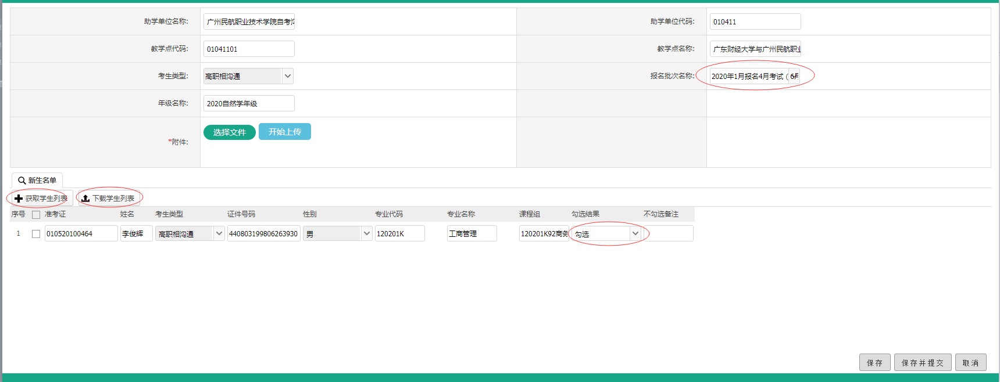 助学单位名称: 广州民航职业技术学院自考 助学单位代码: 010411
教学点代码: 01041101 教学点名称: 广东财经大学与广州民航职业
考生类型: 高职相沟通 报名批次名称: 2020年1月报名4月考试（6月
年级名称: 2020自然学年级
*附件: 选择文件 开始上传
新生名单
获取学生列表 下载学生列表
序号 准考证 姓名 考生类型 证件号码 性别 专业代码 专业名称 课程组 勾选结果 不勾选备注
1 010520100464 李俊辉 高职相沟通 440803199806263930 男 120201K 工商管理 120201K92商务 勾选
保存 保存并提交 取消